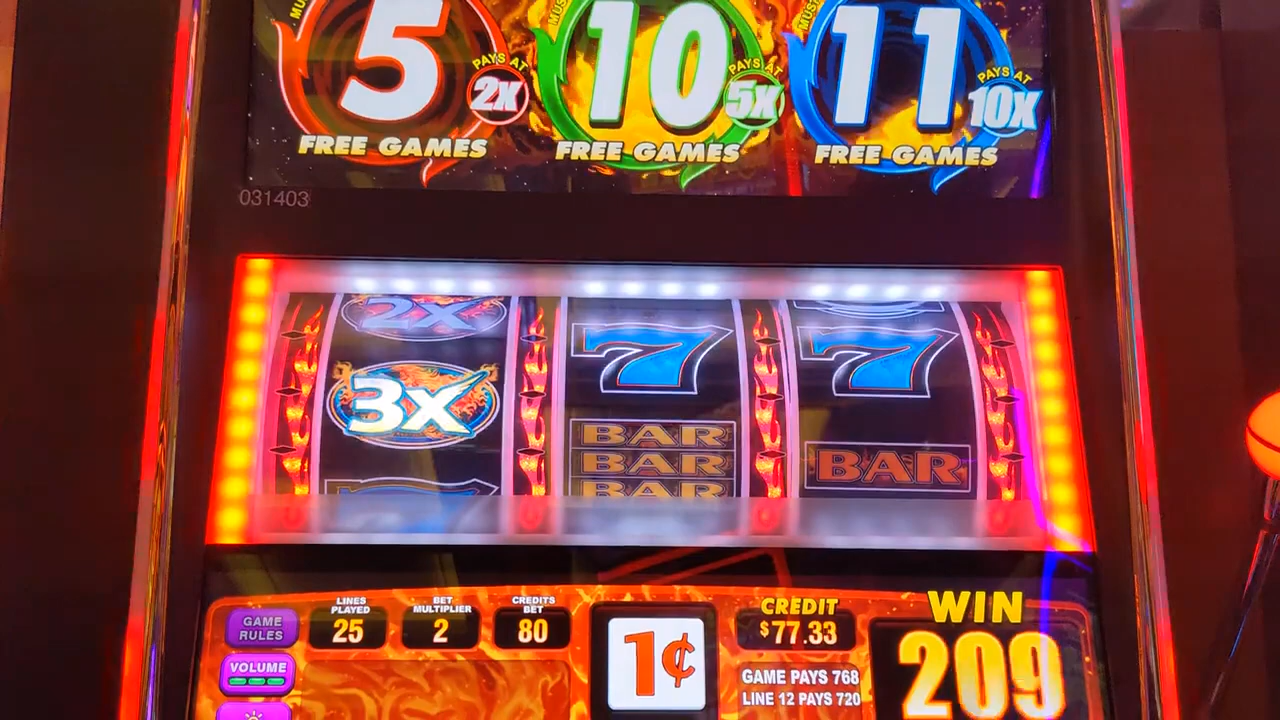 5 10 11
PAYS AT PAYS AT PAYS AT
2X 5X 10X
FREE GAMES FREE GAMES FREE GAMES
031403
2X
7 7
3X
BAR
BAR BAR
BAR
LINES PLAYED BET MULTIPLIER CREDITS BET
25 2 80
GAME RULES
VOLUME
1¢
CREDIT
$77.33
GAME PAYS 768
LINE 12 PAYS 720
WIN
209